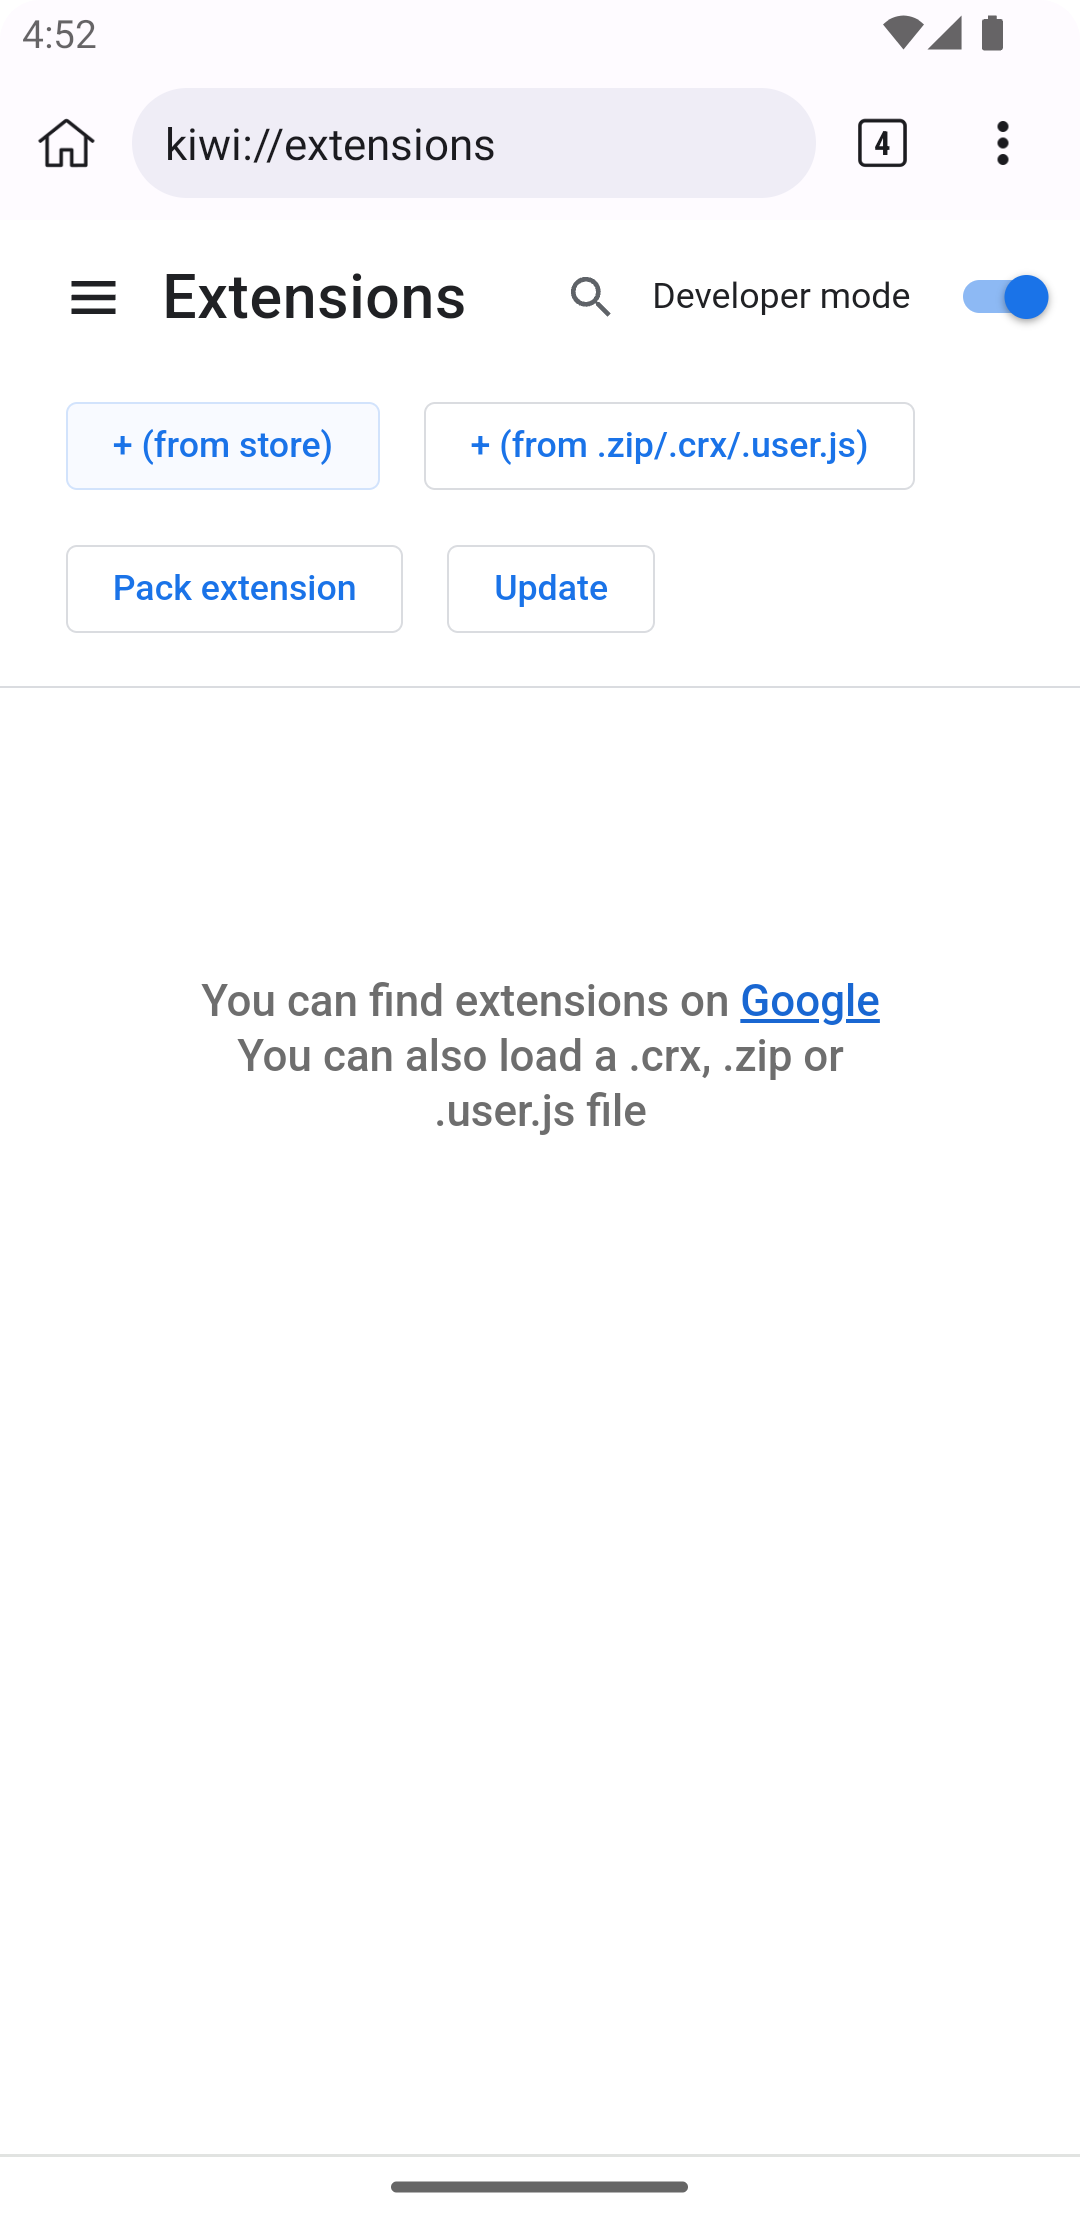 4:52
kiwi://extensions
4
Extensions
Developer mode
+ (from store)
+ (from .zip/.crx/.user.js)
Pack extension
Update
You can find extensions on Google
You can also load a .crx, .zip or
.user.js file